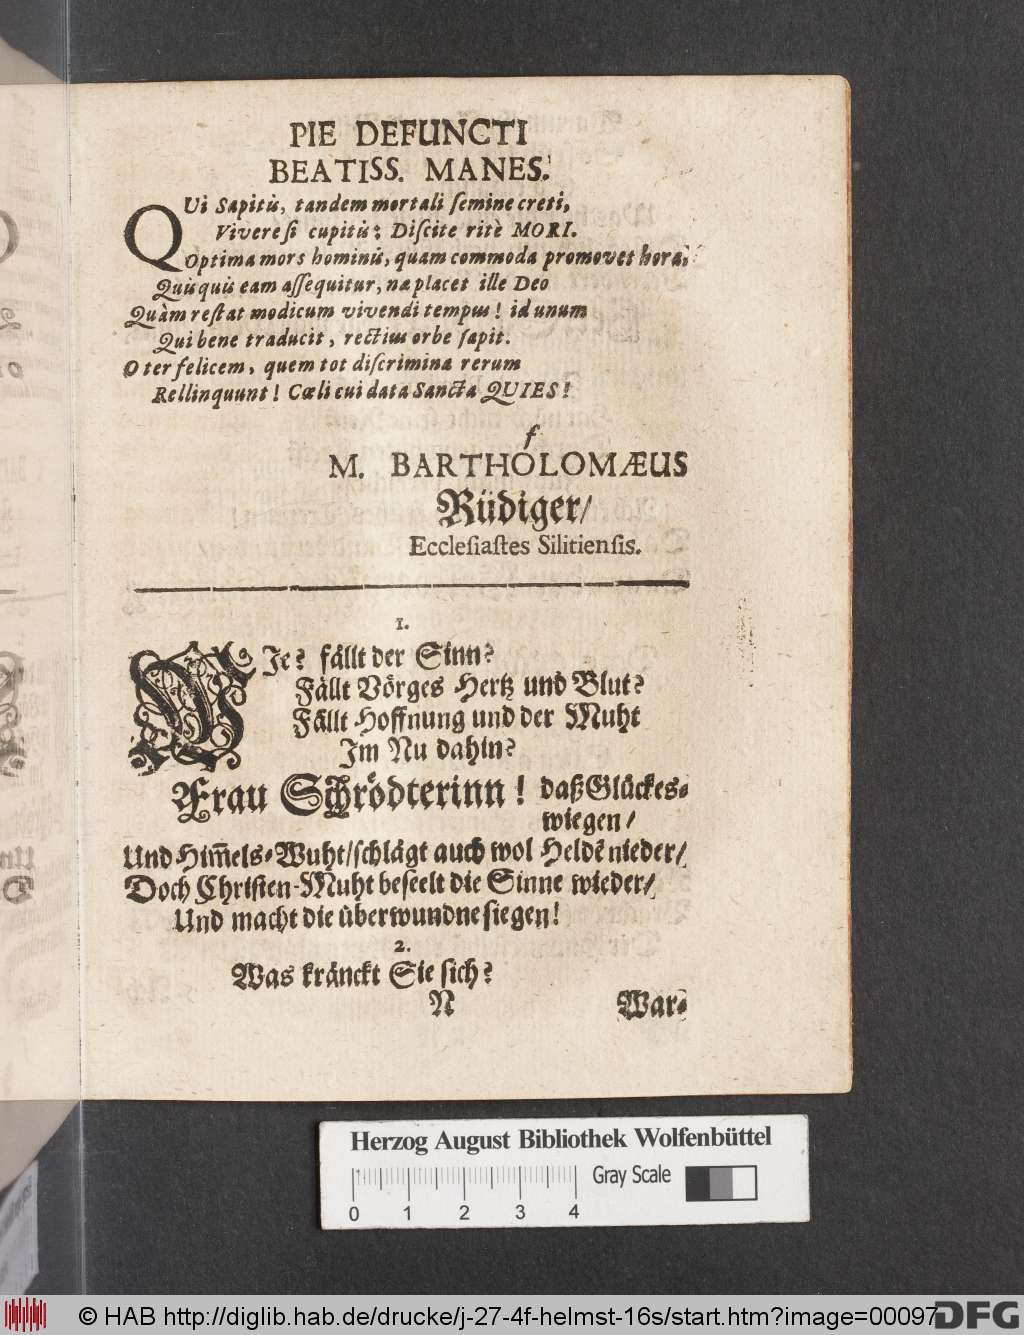 PIE DEFUNCTI
BEATISS. MANES.
QUi Sapitis, tandem mortali ſemine creti,
Vivere ſi cupitis; Diſcite ritè MORI.
Optima mors hominis, quam commoda promovet hora,
Quisquis eam aſſequitur, næ placet ille Deo
Quàm reſtat modicum vivendi tempus! id unum
Qui bene traducit, rectius orbe ſapit.
O ter felicem, quem tot diſcrimina rerum
Rellinquunt! Cœli cui data Sancta QUIES!
f
M. BARTHOLOMÆUS
Rüdiger/
Eccleſiaſtes Silitienſis.
1.
WJe? fällt der Sinn?
Fällt Vörges Hertz und Blut?
Fällt Hoffnung und der Muht
Jm Nu dahin?
Frau Schrödterinn! daß Glückes⸗
wiegen/
Und Him̄els⸗Wuht/ ſchlägt auch wol Heldē nieder/
Doch Chriſten-Muht beſeelt die Sinne wieder/
Und macht die überwundne ſiegen!
2.
Was kränckt Sie ſich?
N War⸗
Herzog August Bibliothek Wolfenbüttel
Gray Scale
0 1 2 3 4
© HAB http://diglib.hab.de/drucke/j-27-4f-helmst-16s/start.htm?image=00097
DFG